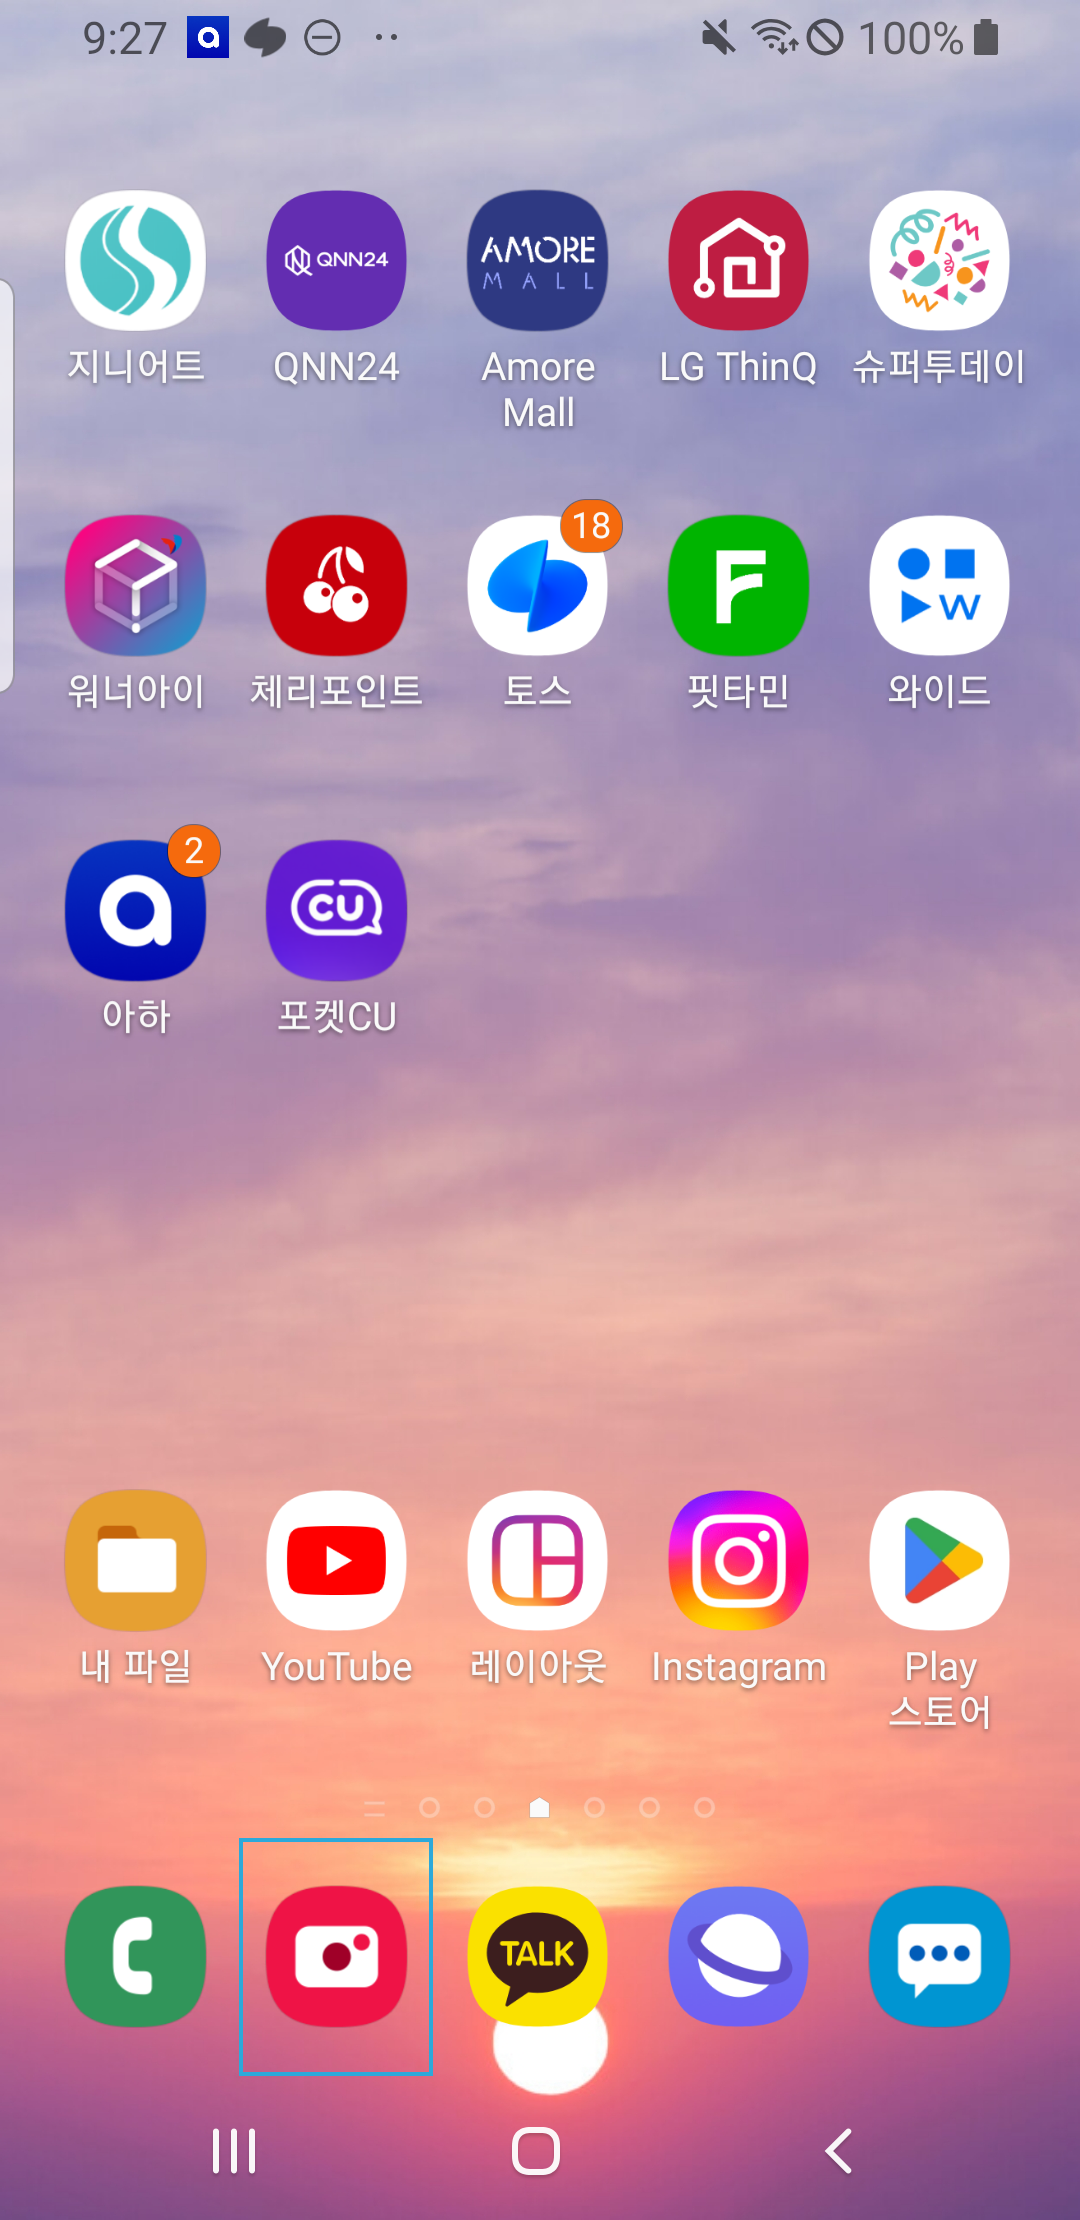 9:27
100%
QNN24
AMORE
MALL
지니어트
QNN24
Amore
Mall
LG ThinQ
슈퍼투데이
18
W
워너아이
체리포인트
토스
핏타민
와이드
2
CU
아하
포켓CU
내 파일
YouTube
레이아웃
Instagram
Play
스토어
TALK